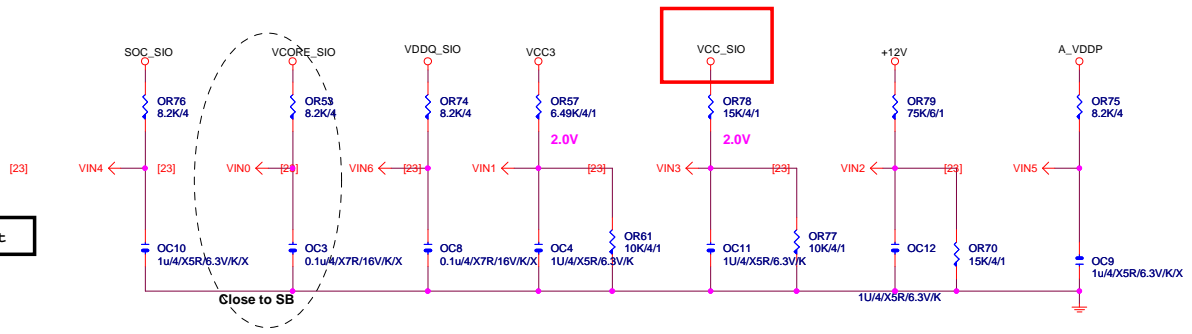 SOC_SIO
VCORE_SIO
VDDQ_SIO
VCC3
VCC_SIO
+12V
A_VDDP
OR76
8.2K/4
OR53
8.2K/4
OR74
8.2K/4
OR57
6.49K/4/1
OR78
15K/4/1
OR79
75K/6/1
OR75
8.2K/4
2.0V
2.0V
[23]
VIN4
[23]
VIN0
[23]
VIN6
[23]
VIN1
[23]
VIN3
[23]
VIN2
[23]
VIN5
OC10
1u/4/X5R/6.3V/K/X
OC3
0.1u/4/X7R/16V/K/X
OC8
0.1u/4/X7R/16V/K/X
OC4
1U/4/X5R/6.3V/K
OR61
10K/4/1
OC11
1U/4/X5R/6.3V/K
OR77
10K/4/1
OC12
1U/4/X5R/6.3V/K
OR70
15K/4/1
OC9
1u/4/X5R/6.3V/K/X
Close to SB